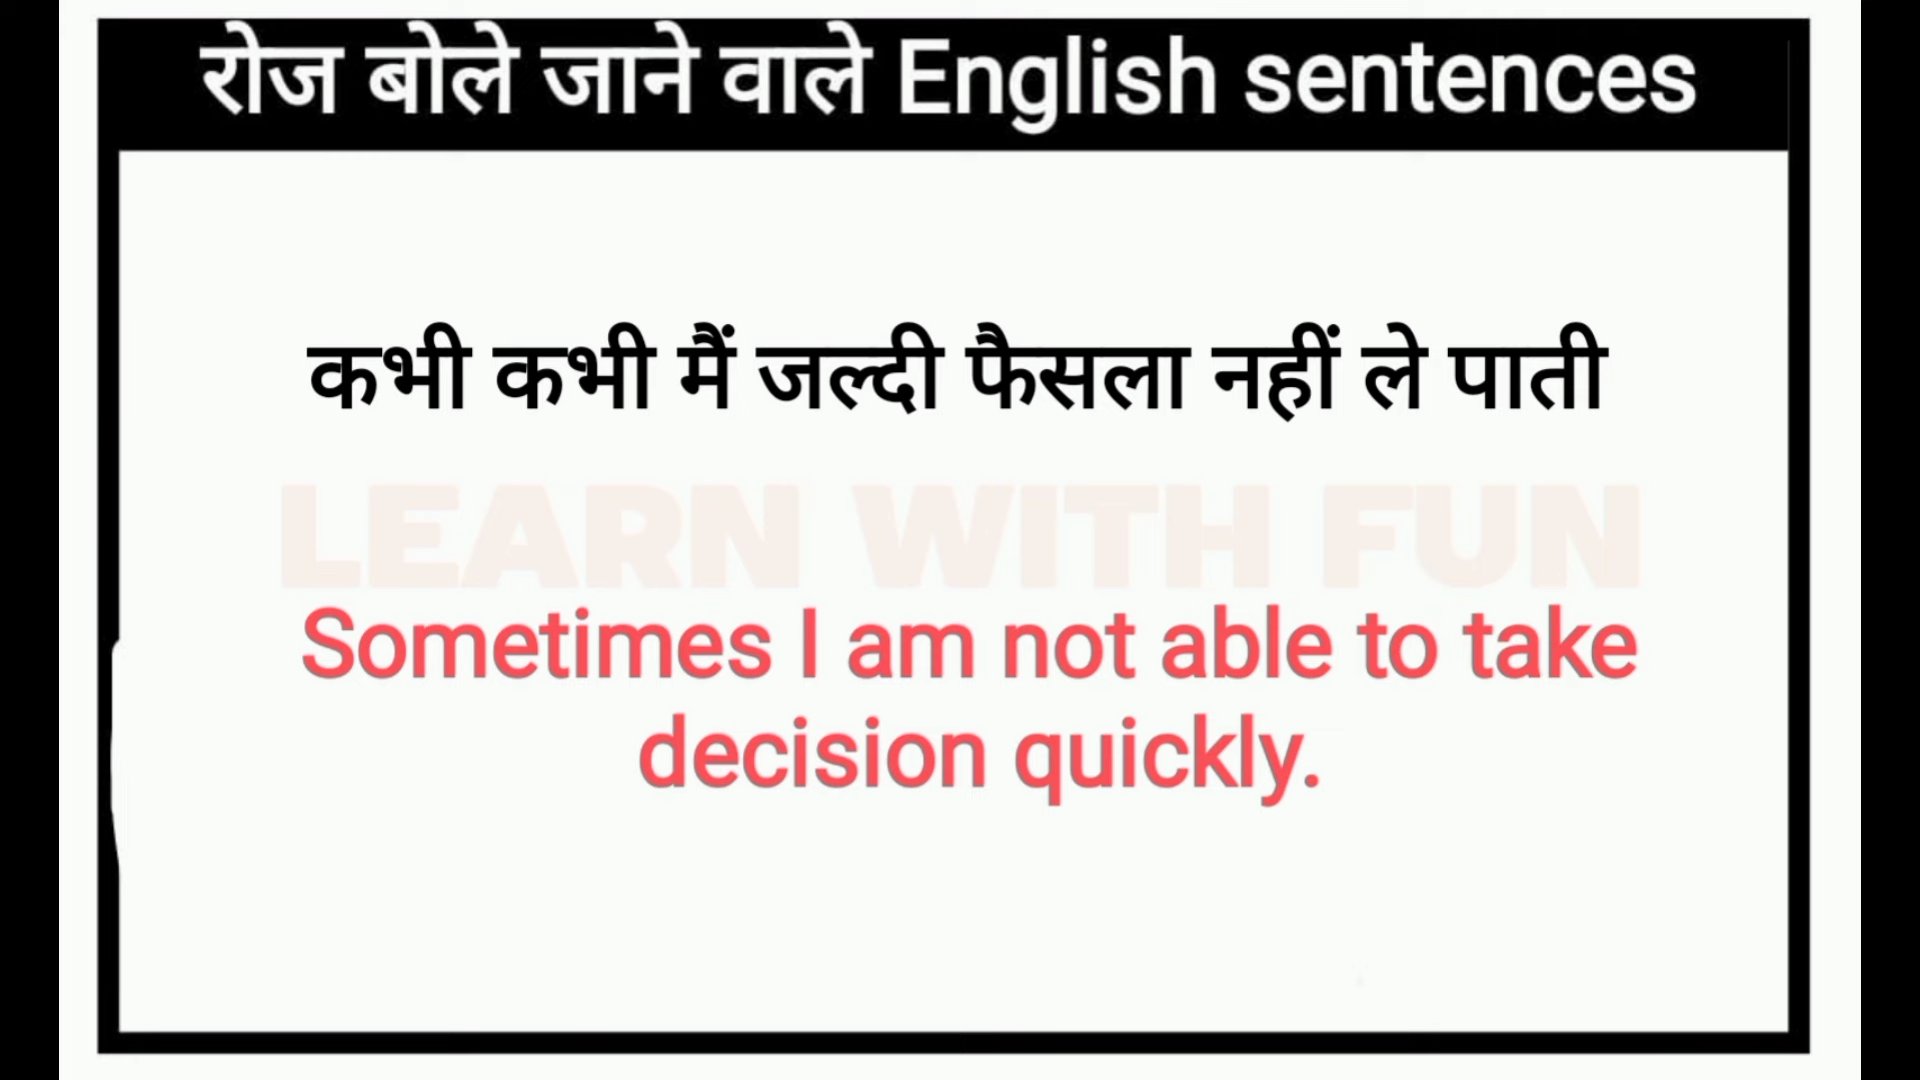 रोज बोले जाने वाले English sentences
कभी कभी मैं जल्दी फैसला नहीं ले पाती
LEARN WITH FUN
Sometimes I am not able to take
decision quickly.